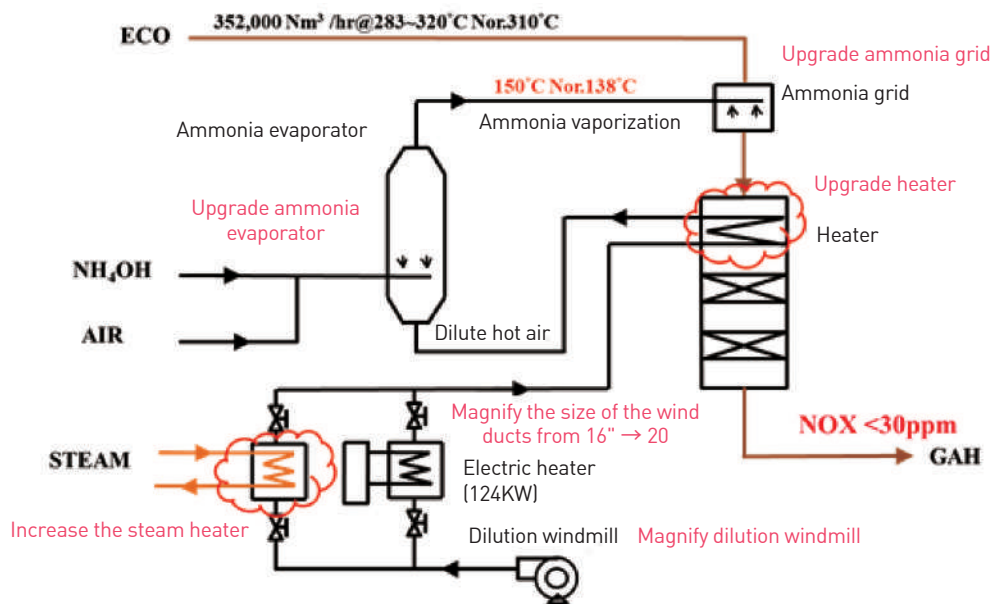 352,000 Nm³ /hr@283~320°C Nor.310°C
ECO
Upgrade ammonia grid
Ammonia grid
150°C Nor.138°C
Ammonia vaporization
Ammonia evaporator
Upgrade heater
Heater
Upgrade ammonia
evaporator
NH₄OH
AIR
Dilute hot air
Magnify the size of the wind
ducts from 16" → 20
NOX <30ppm
GAH
STEAM
Electric heater
(124KW)
Increase the steam heater
Dilution windmill
Magnify dilution windmill